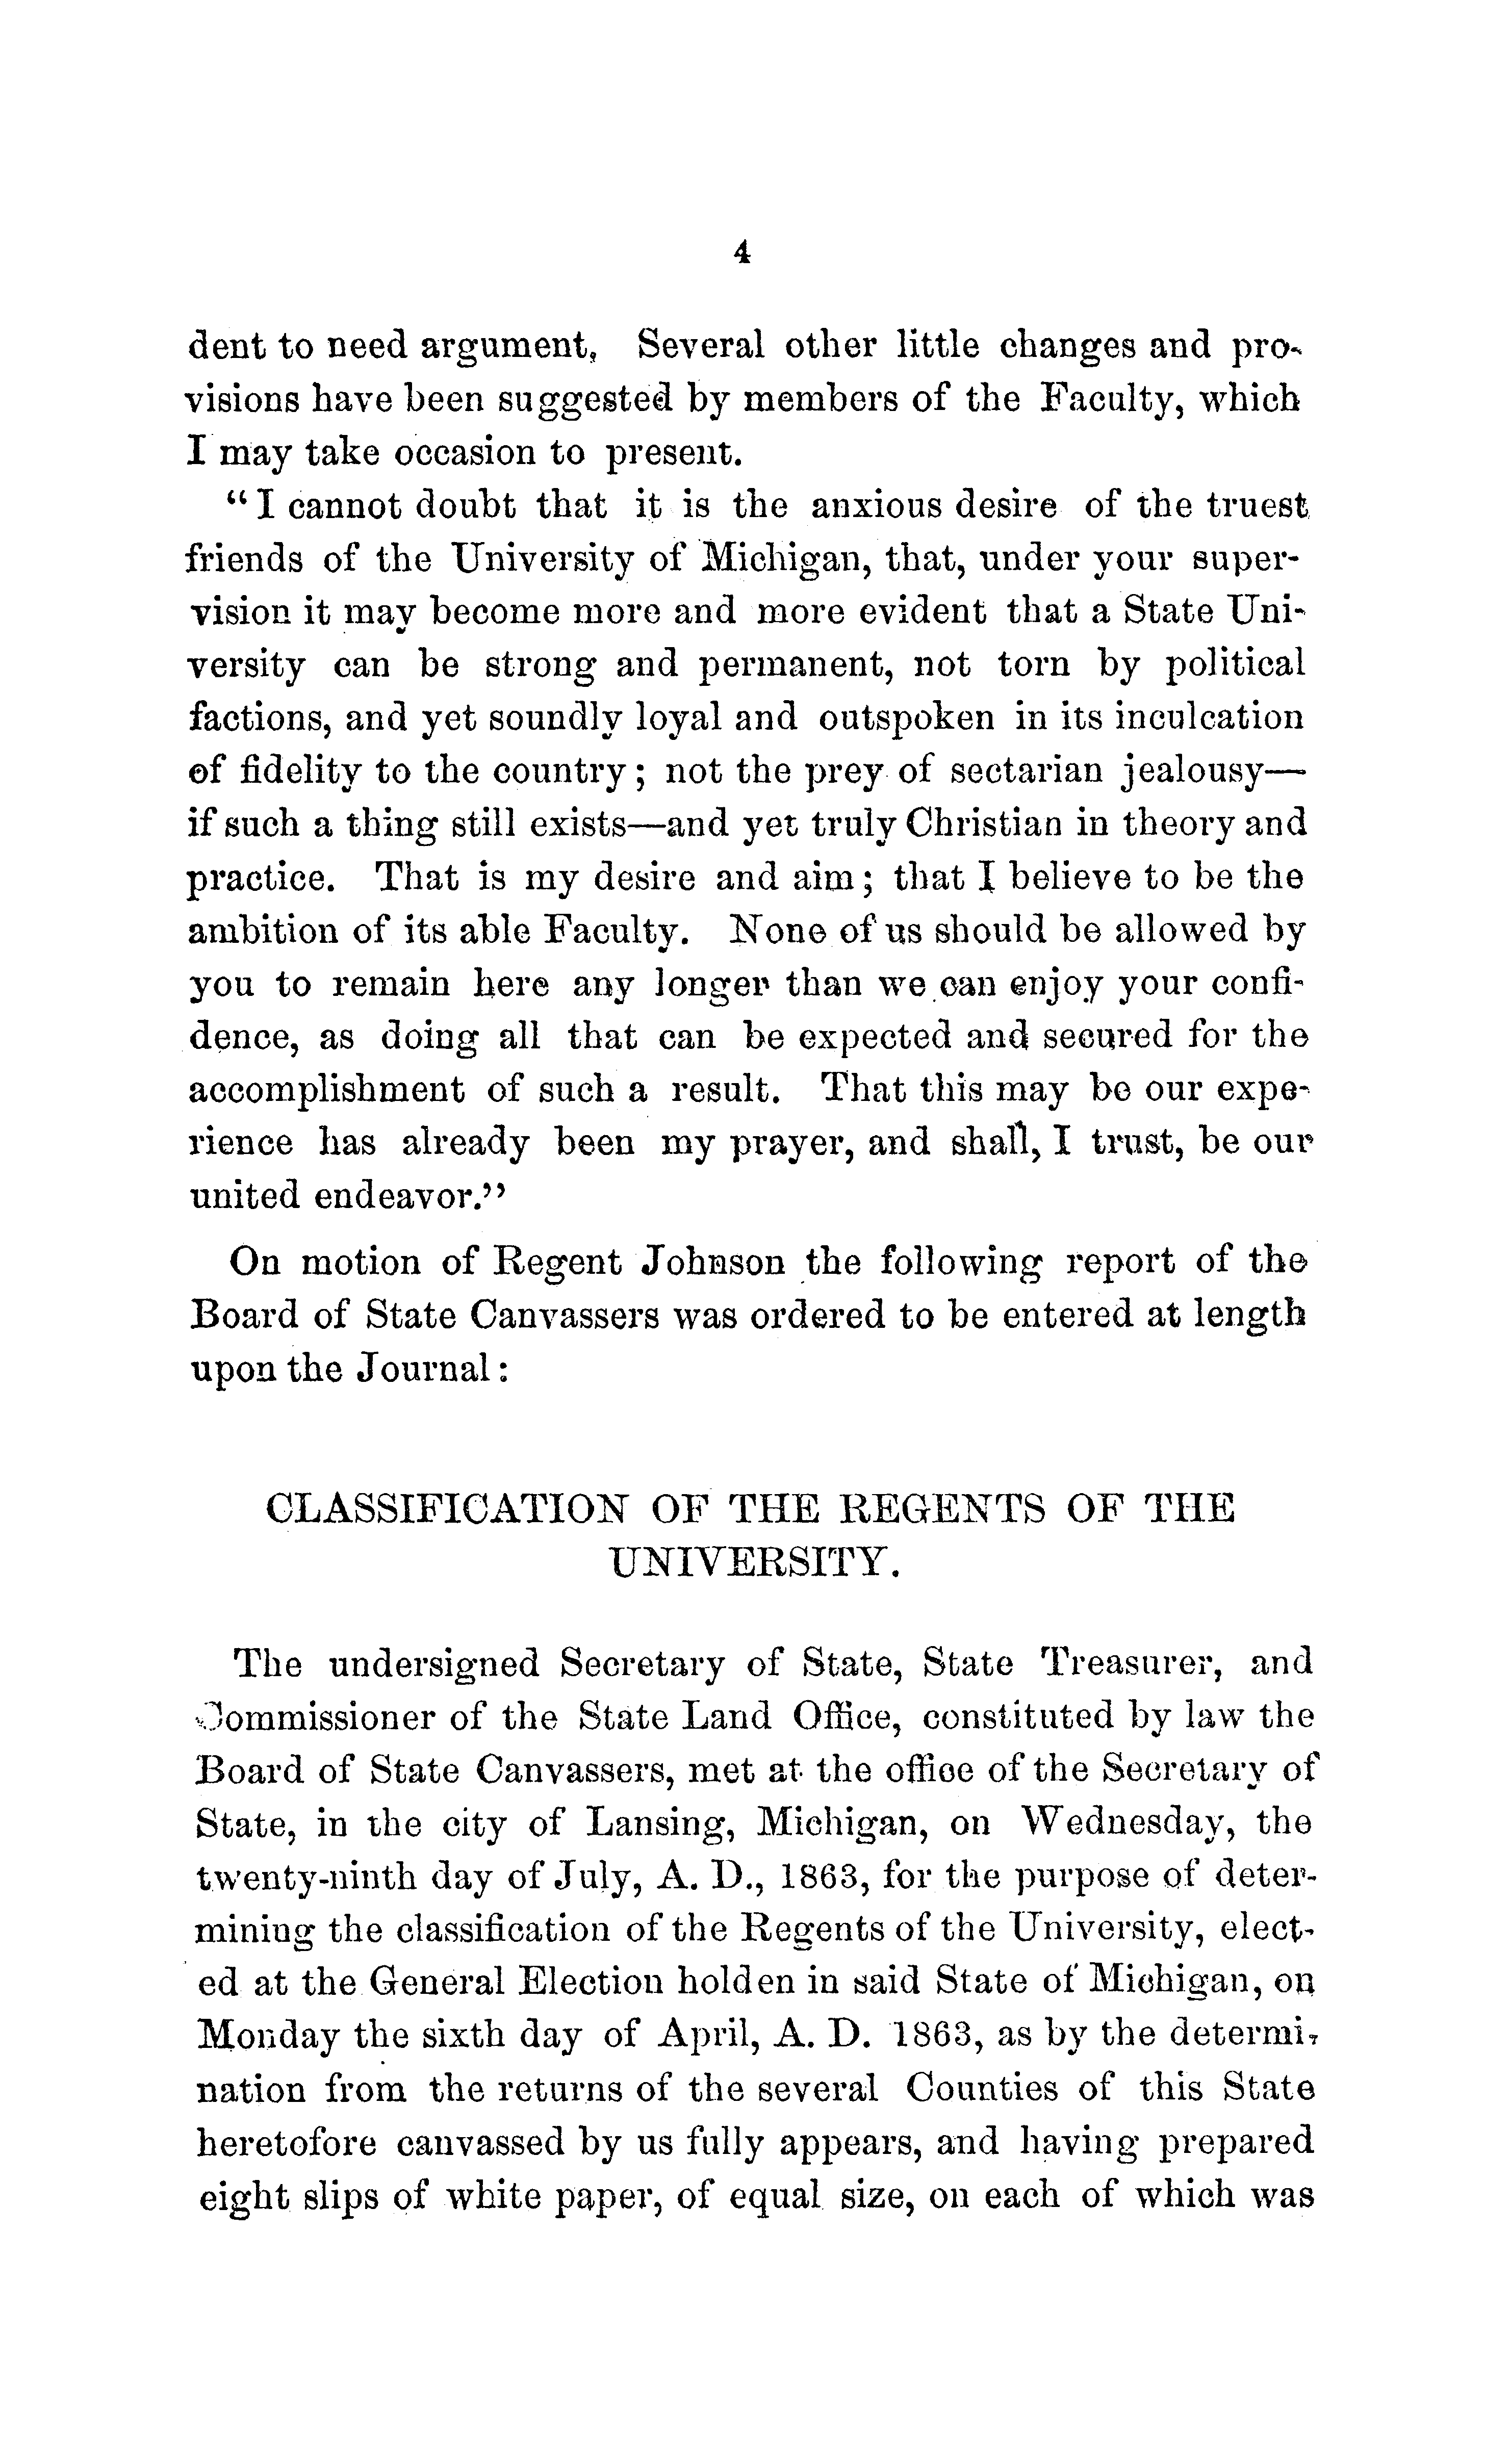 4
dent to need argument, Several other little changes and pro-
visions have been suggested by members of the Faculty, which
I may take occasion to present.
"I cannot doubt that it is the anxious desire of the truest
friends of the University of Michigan, that, under your super-
vision it may become more and more evident that a State Uni-
versity can be strong and permanent, not torn by political
factions, and yet soundly loyal and outspoken in its inculcation
of fidelity to the country; not the prey of sectarian jealousy—
if such a thing still exists—and yet truly Christian in theory and
practice. That is my desire and aim; that I believe to be the
ambition of its able Faculty. None of us should be allowed by
you to remain here any longer than we can enjoy your confi-
dence, as doing all that can be expected and secured for the
accomplishment of such a result. That this may be our expe-
rience has already been my prayer, and shall, I trust, be our
united endeavor."
On motion of Regent Johnson the following report of the
Board of State Canvassers was ordered to be entered at length
upon the Journal:
CLASSIFICATION OF THE REGENTS OF THE
UNIVERSITY.
The undersigned Secretary of State, State Treasurer, and
Commissioner of the State Land Office, constituted by law the
Board of State Canvassers, met at the office of the Secretary of
State, in the city of Lansing, Michigan, on Wednesday, the
twenty-ninth day of July, A. D., 1863, for the purpose of deter-
mining the classification of the Regents of the University, elect-
ed at the General Election holden in said State of Michigan, on
Monday the sixth day of April, A. D. 1863, as by the determi-
nation from the returns of the several Counties of this State
heretofore canvassed by us fully appears, and having prepared
eight slips of white paper, of equal size, on each of which was